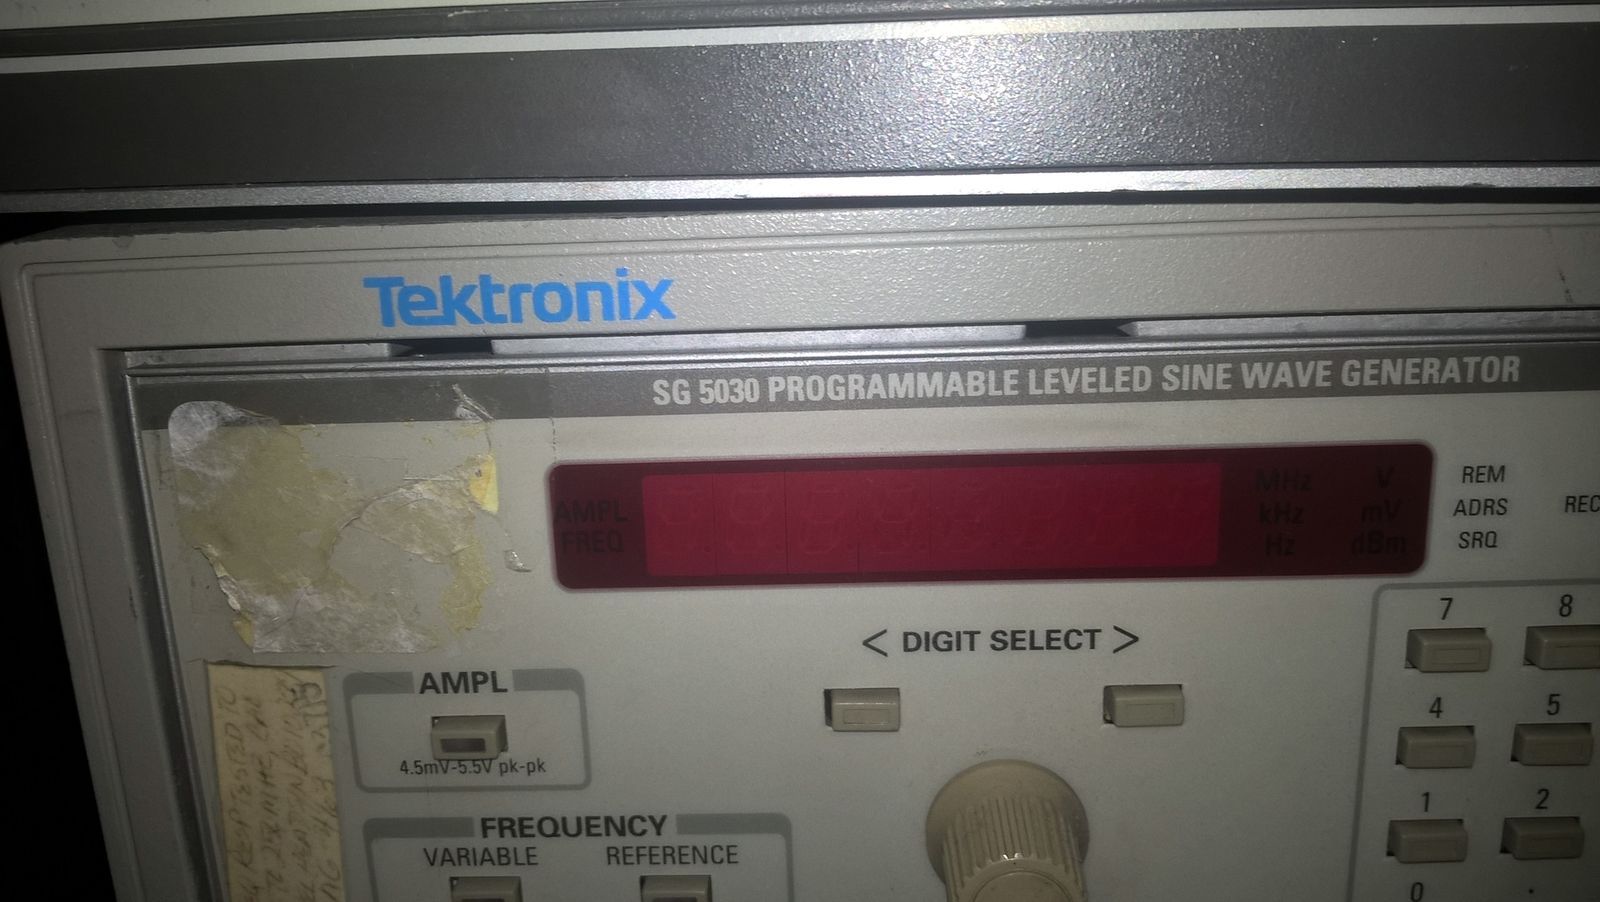 Tektronix
SG 5030 PROGRAMMABLE LEVELED SINE WAVE GENERATOR
AMPL
FREQ
MHz V
kHz mV
Hz dBm
REM
ADRS REC
SRQ
< DIGIT SELECT >
7 8
4 5
1 2
0 .
AMPL
4.5mV-5.5V pk-pk
FREQUENCY
VARIABLE REFERENCE